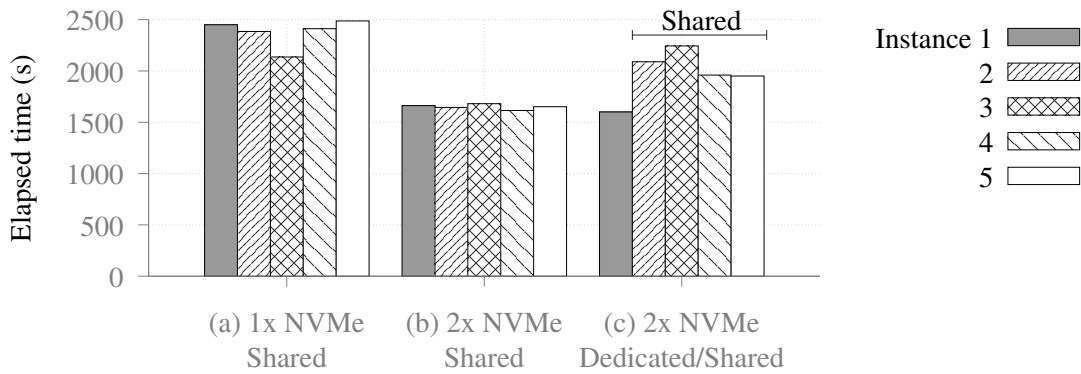 Elapsed time (s)
2500
2000
1500
1000
500
0
Shared
Instance 1
2
3
4
5
(a) 1x NVMe
Shared
(b) 2x NVMe
Shared
(c) 2x NVMe
Dedicated/Shared